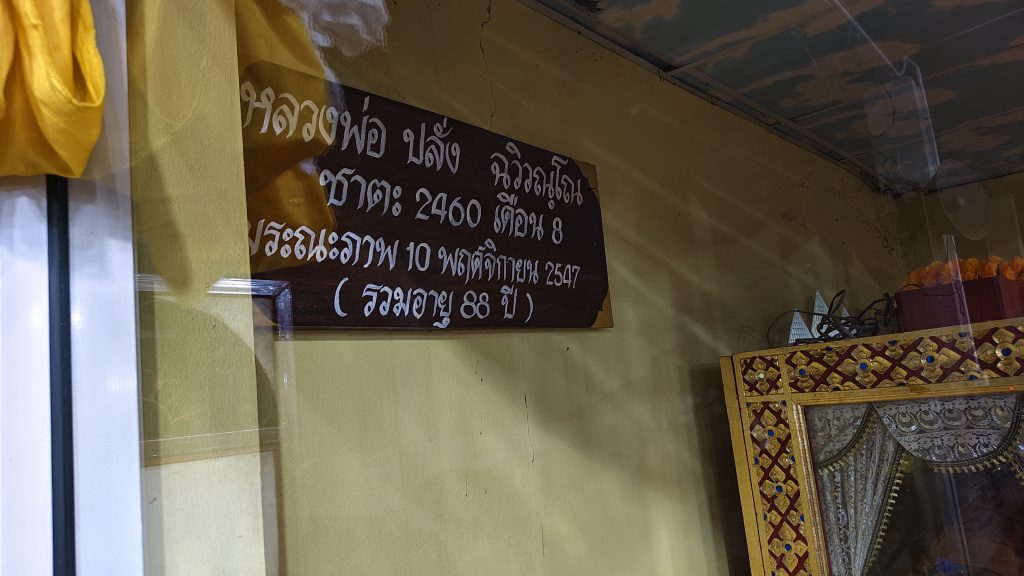 หลวงพ่อ ปลั่ง ฉวิวณฺโณ
ชาตะ 2460 เดือน 8
มรณะภาพ 10 พฤศจิกายน 2547
( รวมอายุ 88 ปี )